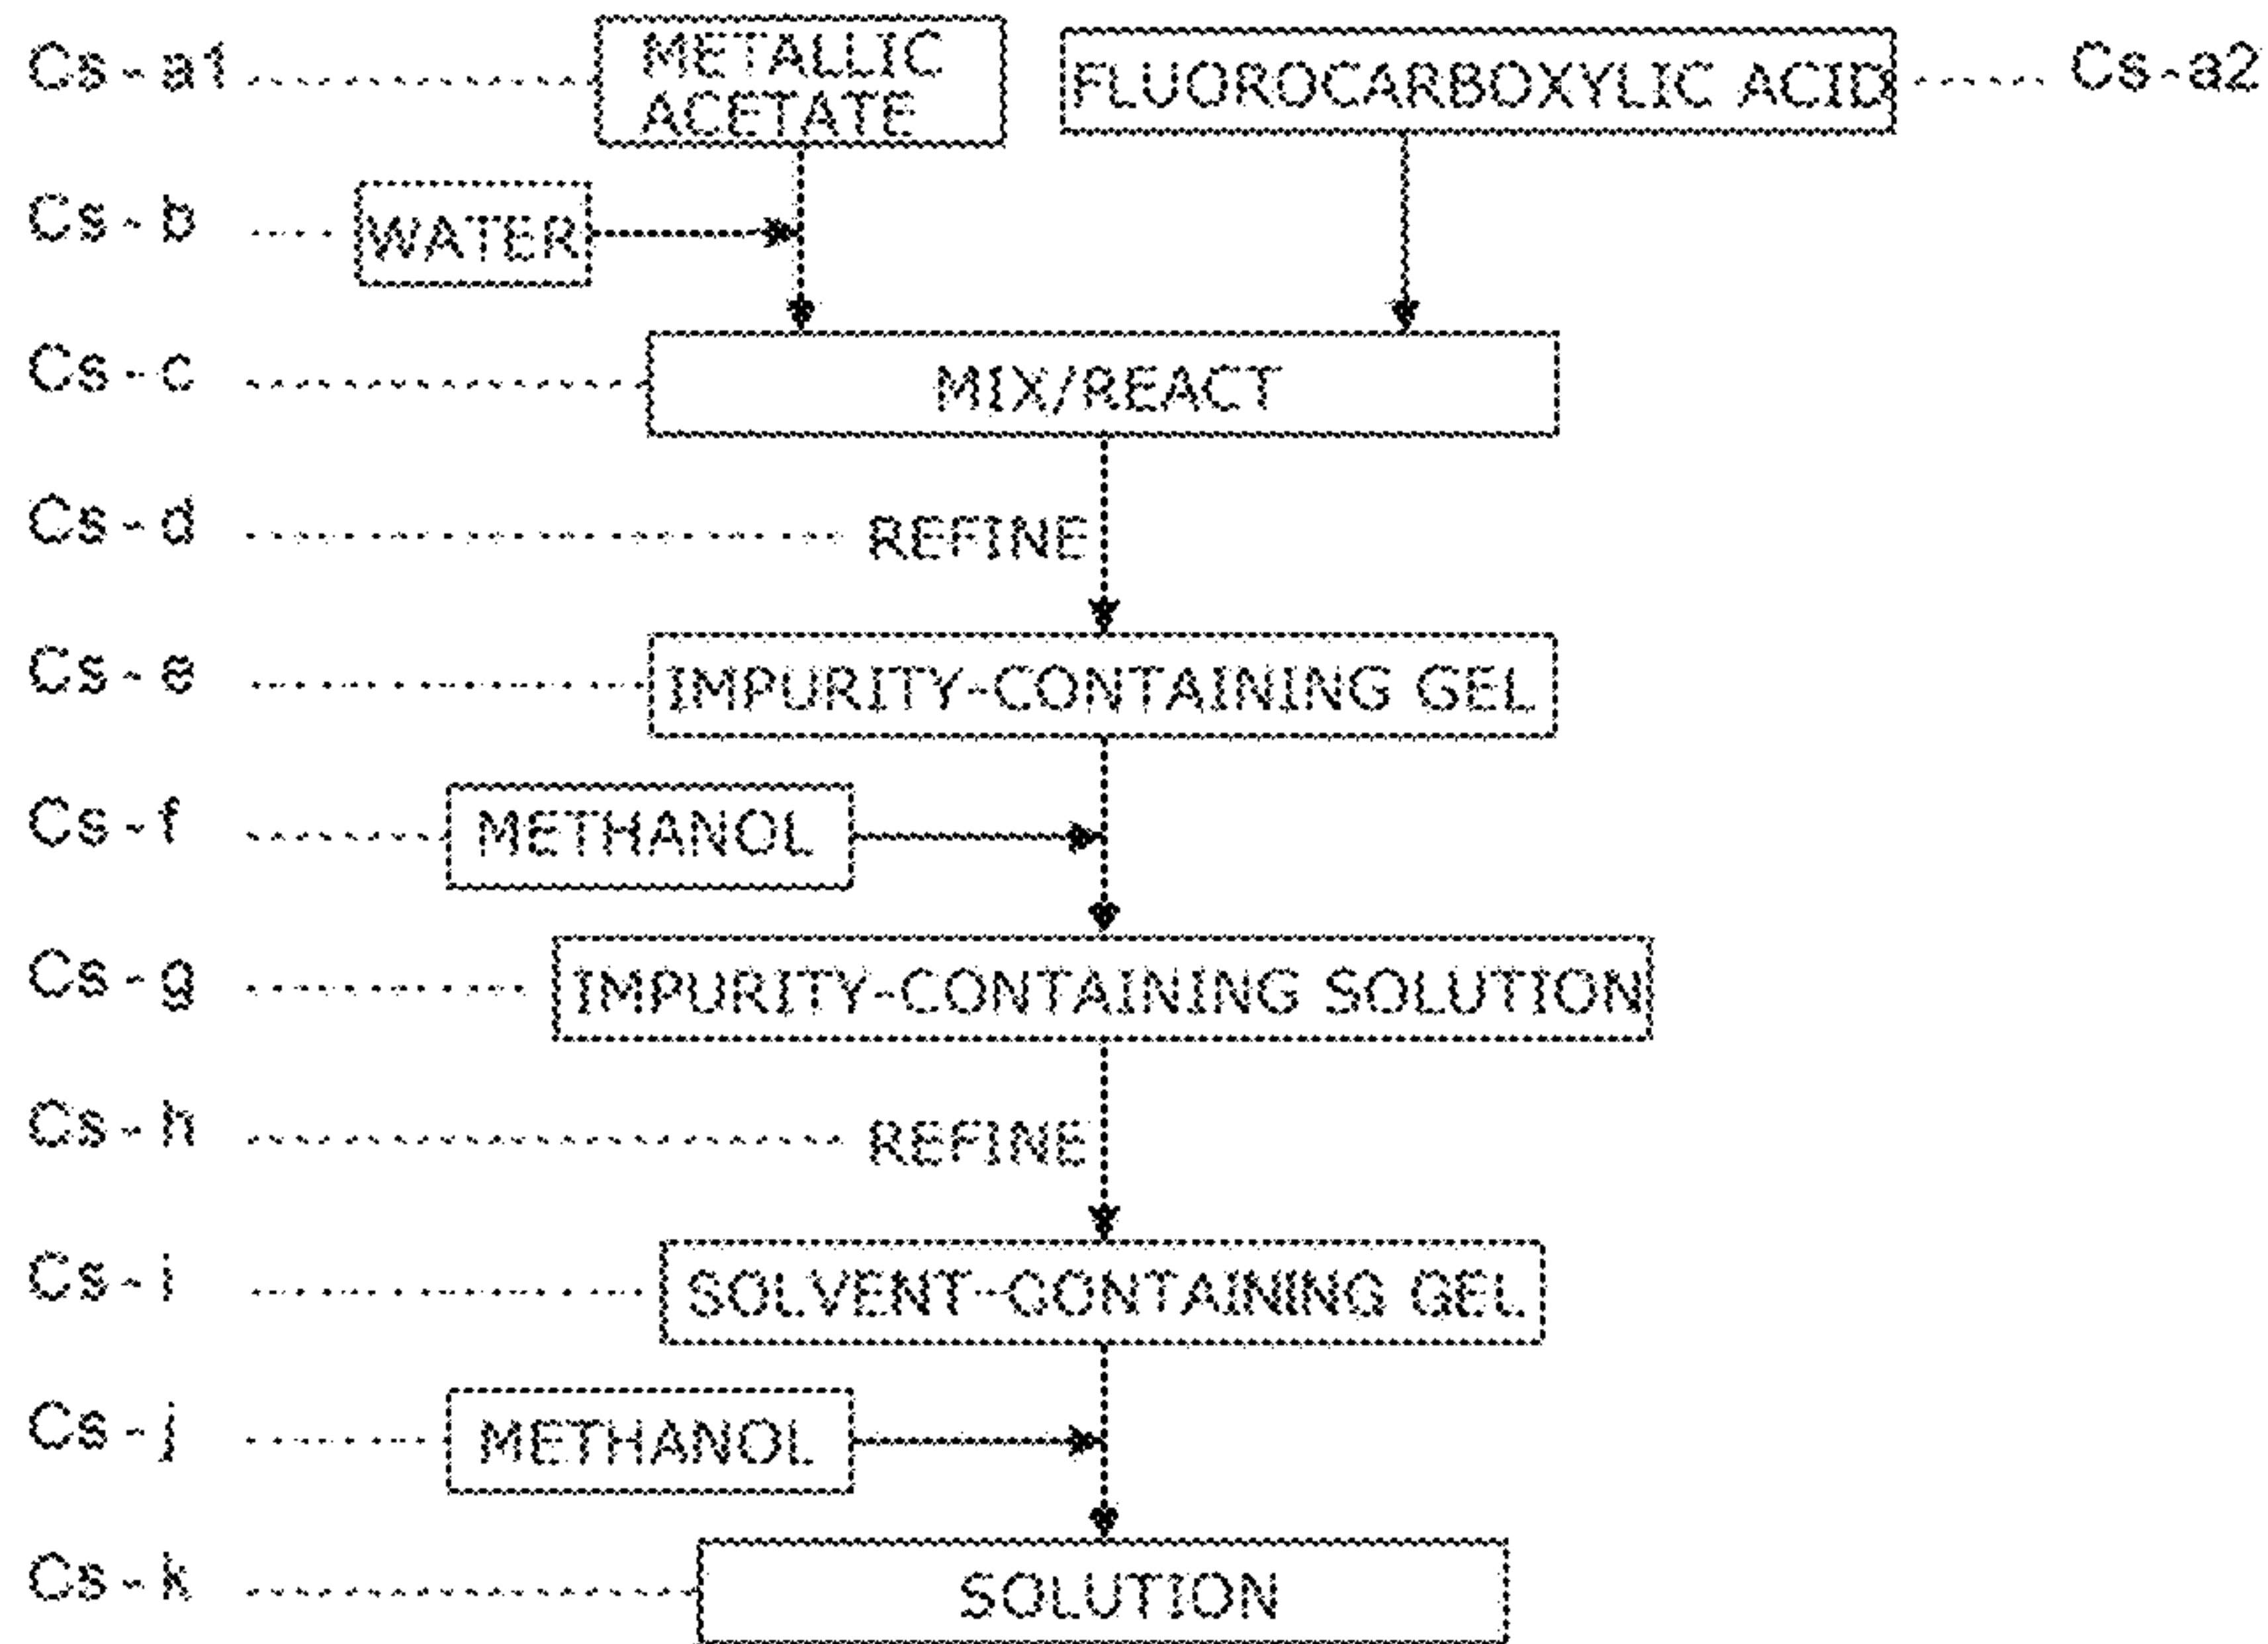 Cs-a1
METALLIC
ACETATE
FLUOROCARBOXYLIC ACID
Cs-a2
Cs-b
WATER
Cs-c
MIX/REACT
Cs-d
REFINE
Cs-e
IMPURITY-CONTAINING GEL
Cs-f
METHANOL
Cs-g
IMPURITY-CONTAINING SOLUTION
Cs-h
REFINE
Cs-i
SOLVENT-CONTAINING GEL
Cs-j
METHANOL
Cs-k
SOLUTION